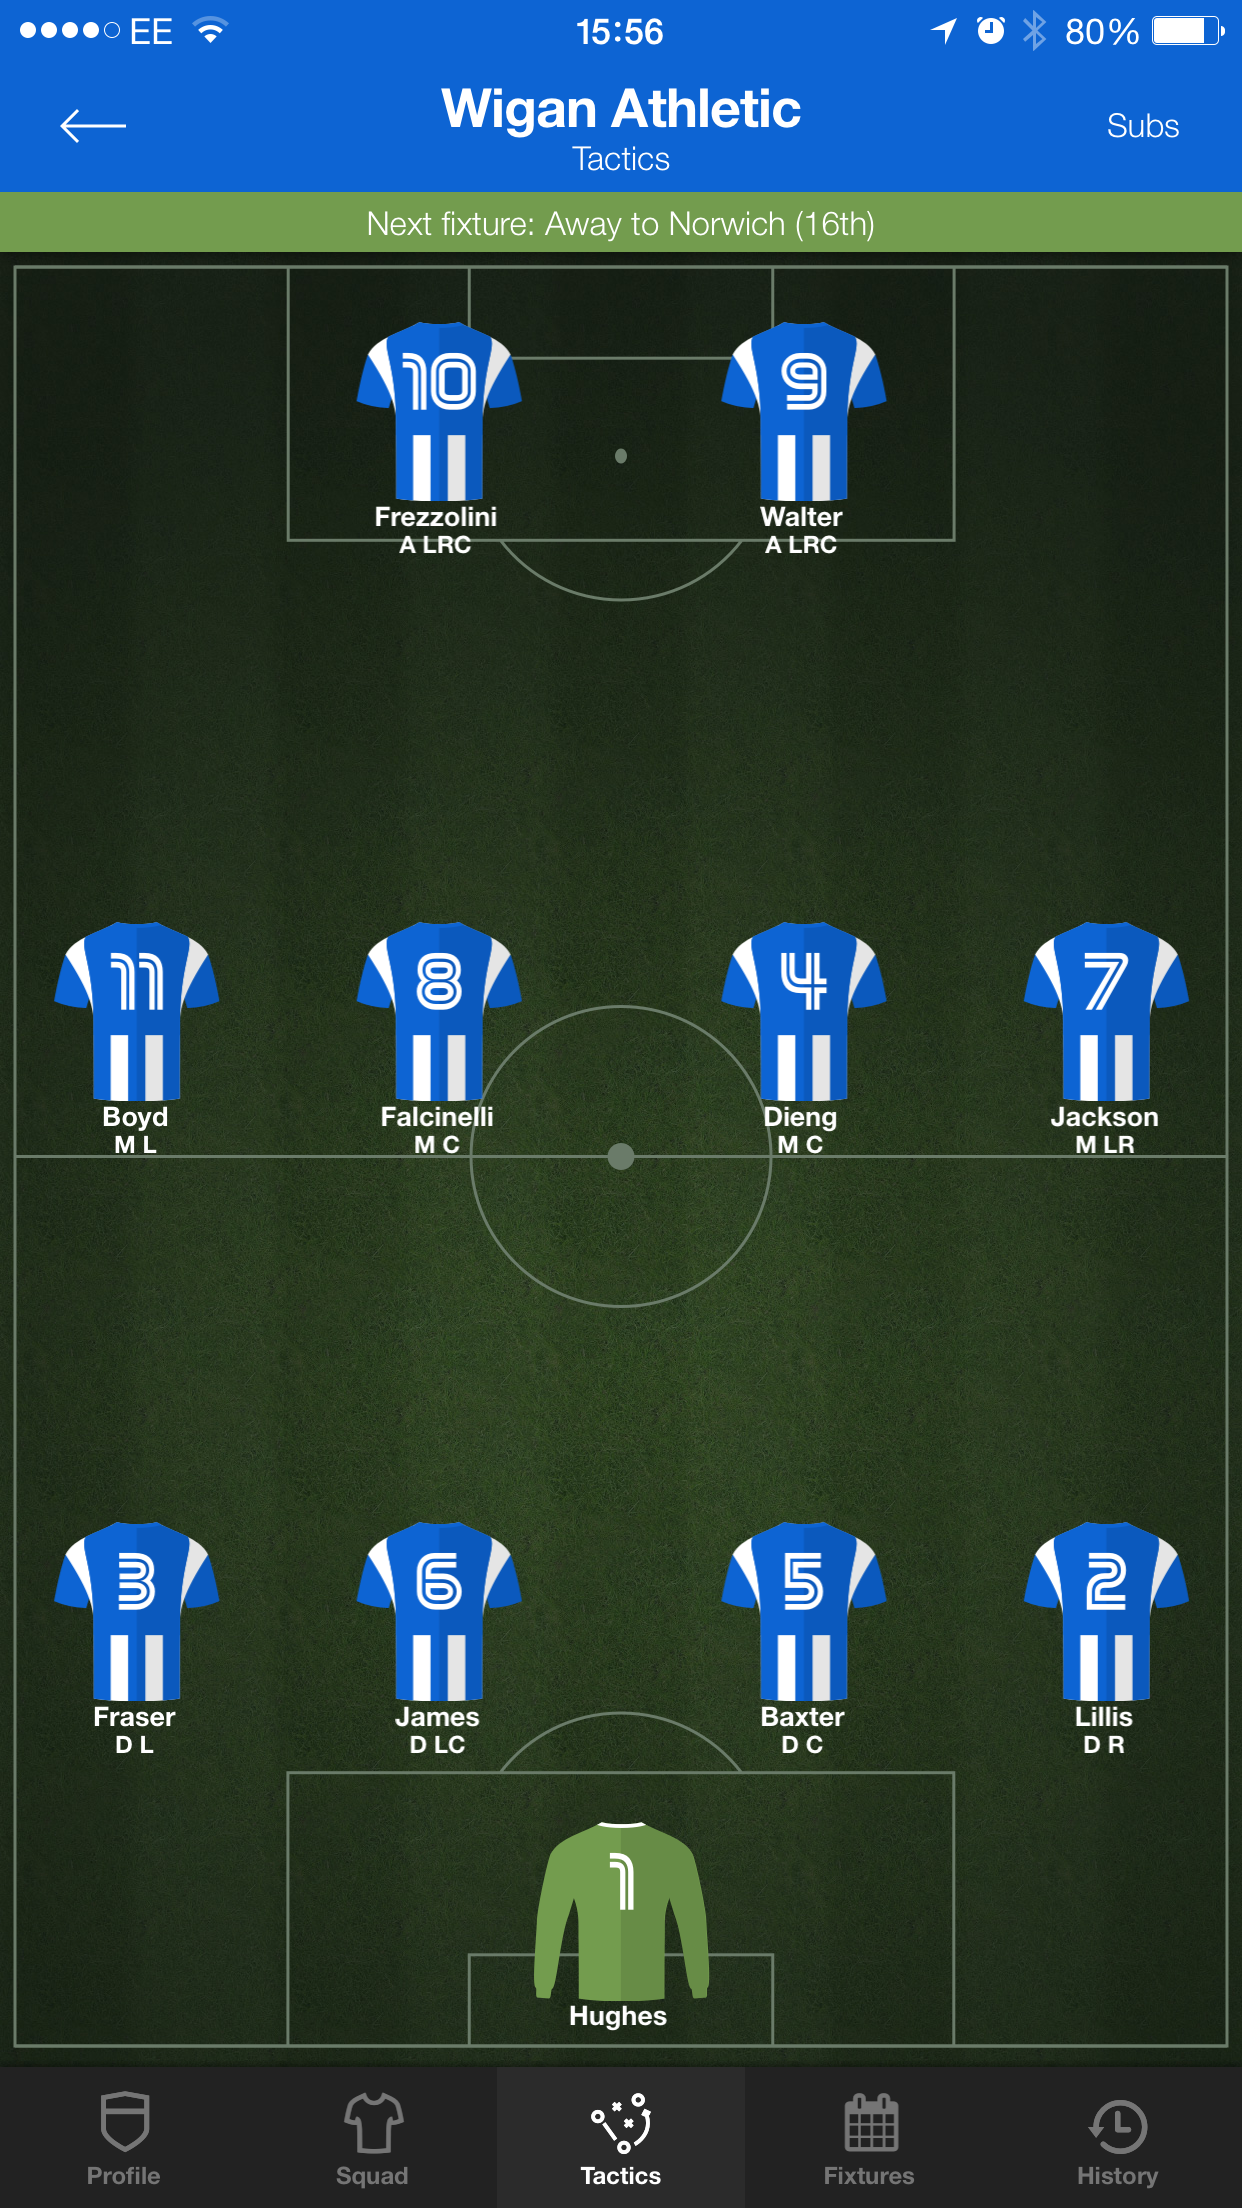 EE 15:56 80%
Wigan Athletic
Tactics
Subs
Next fixture: Away to Norwich (16th)
10 9
Frezzolini Walter
A LRC A LRC
11 8 4 7
Boyd Falcinelli Dieng Jackson
M L M C M C M LR
3 6 5 2
Fraser James Baxter Lillis
D L D LC D C D R
1
Hughes
Profile Squad Tactics Fixtures History